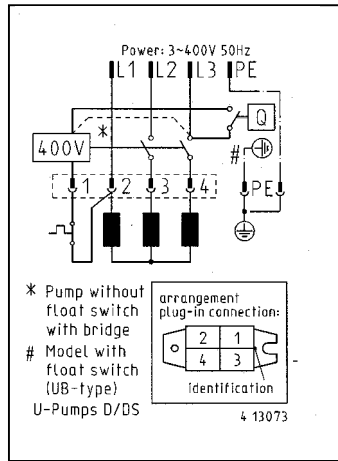 Power: 3~400V 50Hz
L1 L2 L3 PE
*
Q
400V
#
1 2 3 4 PE
* Pump without
float switch
with bridge
# Model with
float switch
(UB-type)
U-Pumps D/DS
arrangement
plug-in connection:
2 1
4 3
identification
4 13073